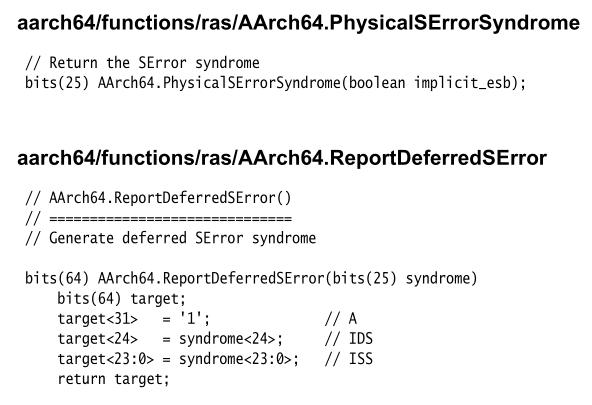 aarch64/functions/ras/AArch64.PhysicalSErrorSyndrome
// Return the SError syndrome
bits(25) AArch64.PhysicalSErrorSyndrome(boolean implicit_esb);
aarch64/functions/ras/AArch64.ReportDeferredSError
// AArch64.ReportDeferredSError()
// ==============================
// Generate deferred SError syndrome
bits(64) AArch64.ReportDeferredSError(bits(25) syndrome)
    bits(64) target;
    target<31>   = '1';              // A
    target<24>   = syndrome<24>;     // IDS
    target<23:0> = syndrome<23:0>;   // ISS
    return target;